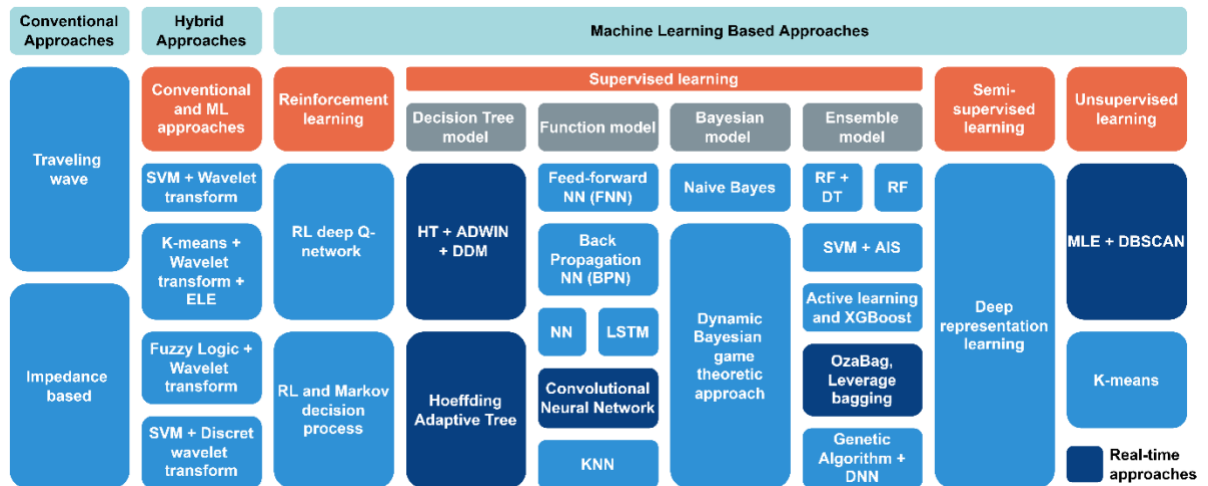 Conventional
Approaches
Hybrid
Approaches
Machine Learning Based Approaches
Traveling
wave
Impedance
based
Conventional
and ML
approaches
SVM + Wavelet
transform
K-means +
Wavelet
transform +
ELE
Fuzzy Logic +
Wavelet
transform
SVM + Discret
wavelet
transform
Reinforcement
learning
RL deep Q-
network
RL and Markov
decision
process
Supervised learning
Decision Tree
model
HT + ADWIN
+ DDM
Hoeffding
Adaptive Tree
Function model
Feed-forward
NN (FNN)
Back
Propagation
NN (BPN)
NN
LSTM
Convolutional
Neural Network
KNN
Bayesian
model
Naive Bayes
Dynamic
Bayesian
game
theoretic
approach
Ensemble
model
RF +
DT
RF
SVM + AIS
Active learning
and XGBoost
OzaBag,
Leverage
bagging
Genetic
Algorithm +
DNN
Semi-
supervised
learning
Deep
representation
learning
Unsupervised
learning
MLE + DBSCAN
K-means
Real-time
approaches